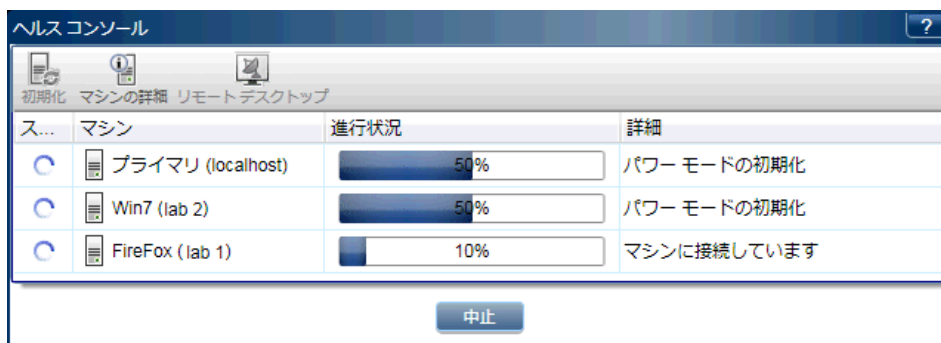 ヘルス コンソール ?
初期化 マシンの詳細 リモート デスクトップ
ス... マシン 進行状況 詳細
プライマリ (localhost) 50% パワー モードの初期化
Win7 (lab 2) 50% パワー モードの初期化
FireFox ( lab 1) 10% マシンに接続しています
中止